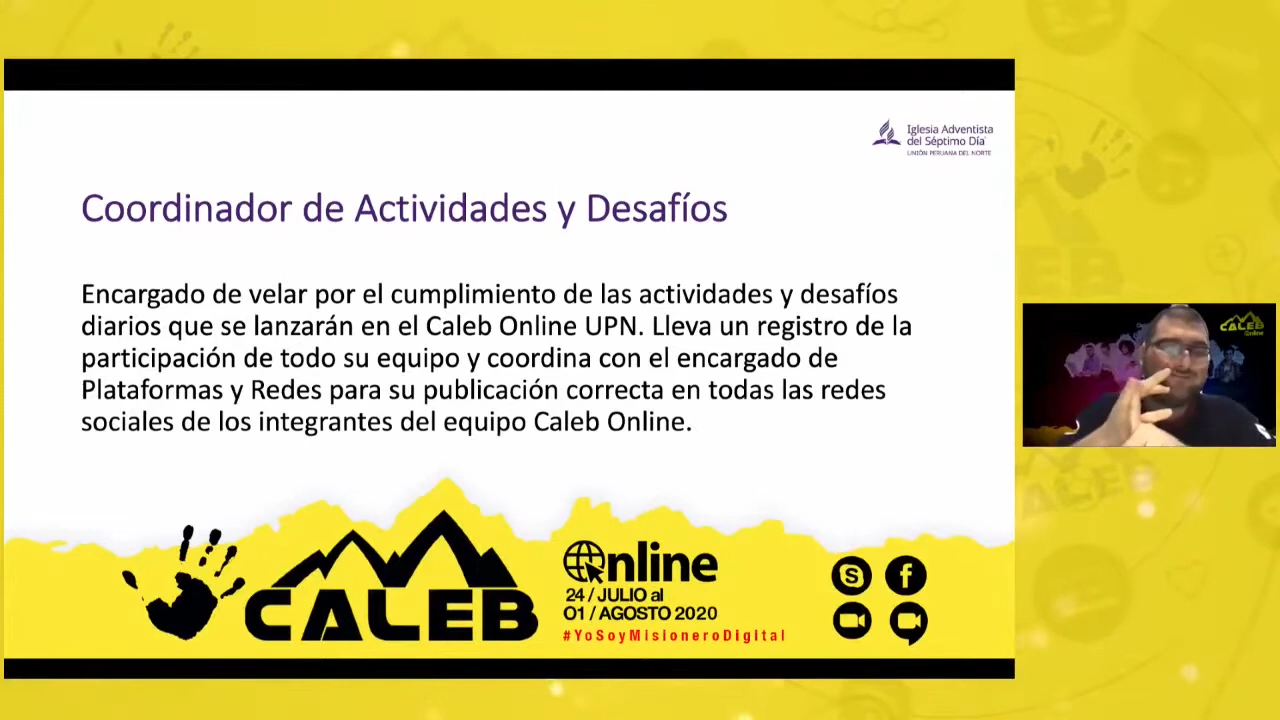 Iglesia Adventista
del Séptimo Día
UNIÓN PERUANA DEL NORTE
Coordinador de Actividades y Desafíos
Encargado de velar por el cumplimiento de las actividades y desafíos
diarios que se lanzarán en el Caleb Online UPN. Lleva un registro de la
participación de todo su equipo y coordina con el encargado de
Plataformas y Redes para su publicación correcta en todas las redes
sociales de los integrantes del equipo Caleb Online.
CALEB
Online
24 / JULIO al
01 / AGOSTO 2020
#YoSoyMisioneroDigital
CALEB
Online